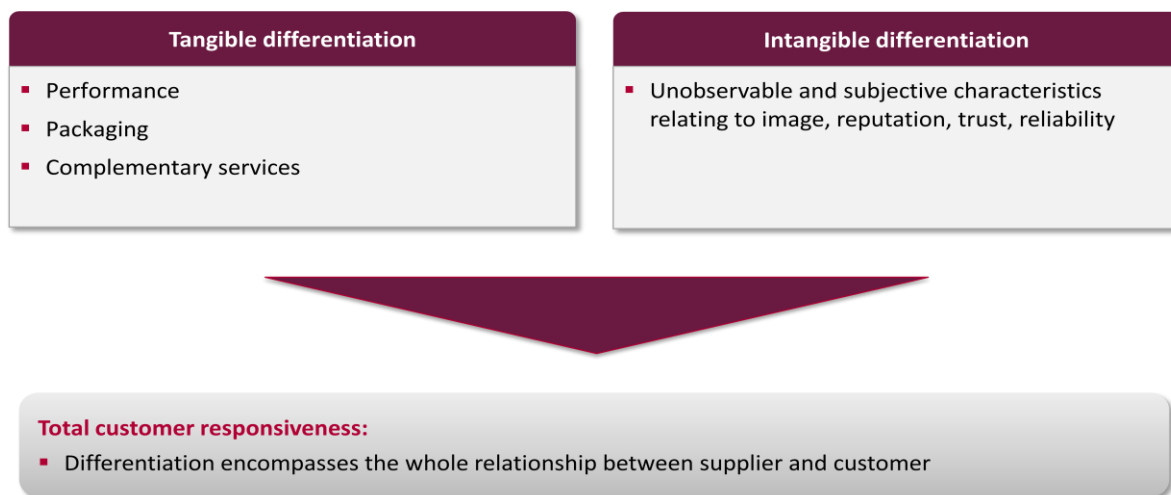 Tangible differentiation
▪ Performance
▪ Packaging
▪ Complementary services
Intangible differentiation
▪ Unobservable and subjective characteristics
relating to image, reputation, trust, reliability
Total customer responsiveness:
▪ Differentiation encompasses the whole relationship between supplier and customer